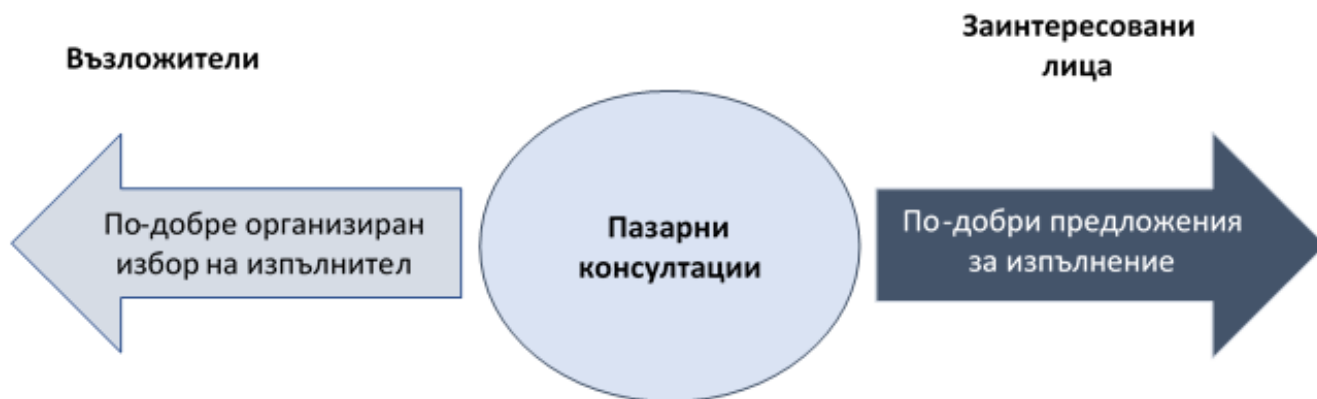 Възложители
Заинтересовани
лица
По-добре организиран
избор на изпълнител
Пазарни
консултации
По-добри предложения
за изпълнение